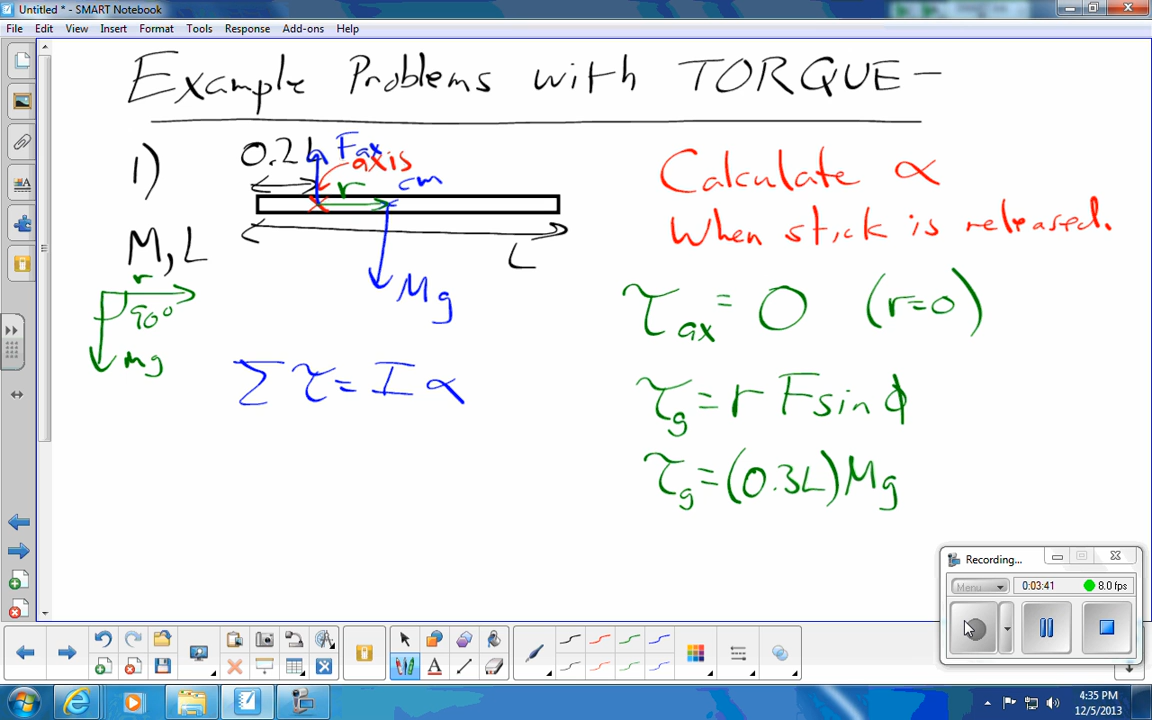 Untitled * - SMART Notebook
File Edit View Insert Format Tools Response Add-ons Help
Example Problems with TORQUE-
1)
0.2L
Fax
axis
r
cm
M, L
L
Mg
r
90°
Mg
Στ = Iα
Calculate α
When stick is released.
τax = 0 (r=0)
τg = r F sin ϕ
τg = (0.3L) Mg
Recording...
Menu
0:03:41
8.0 fps
A
4:35 PM
12/5/2013